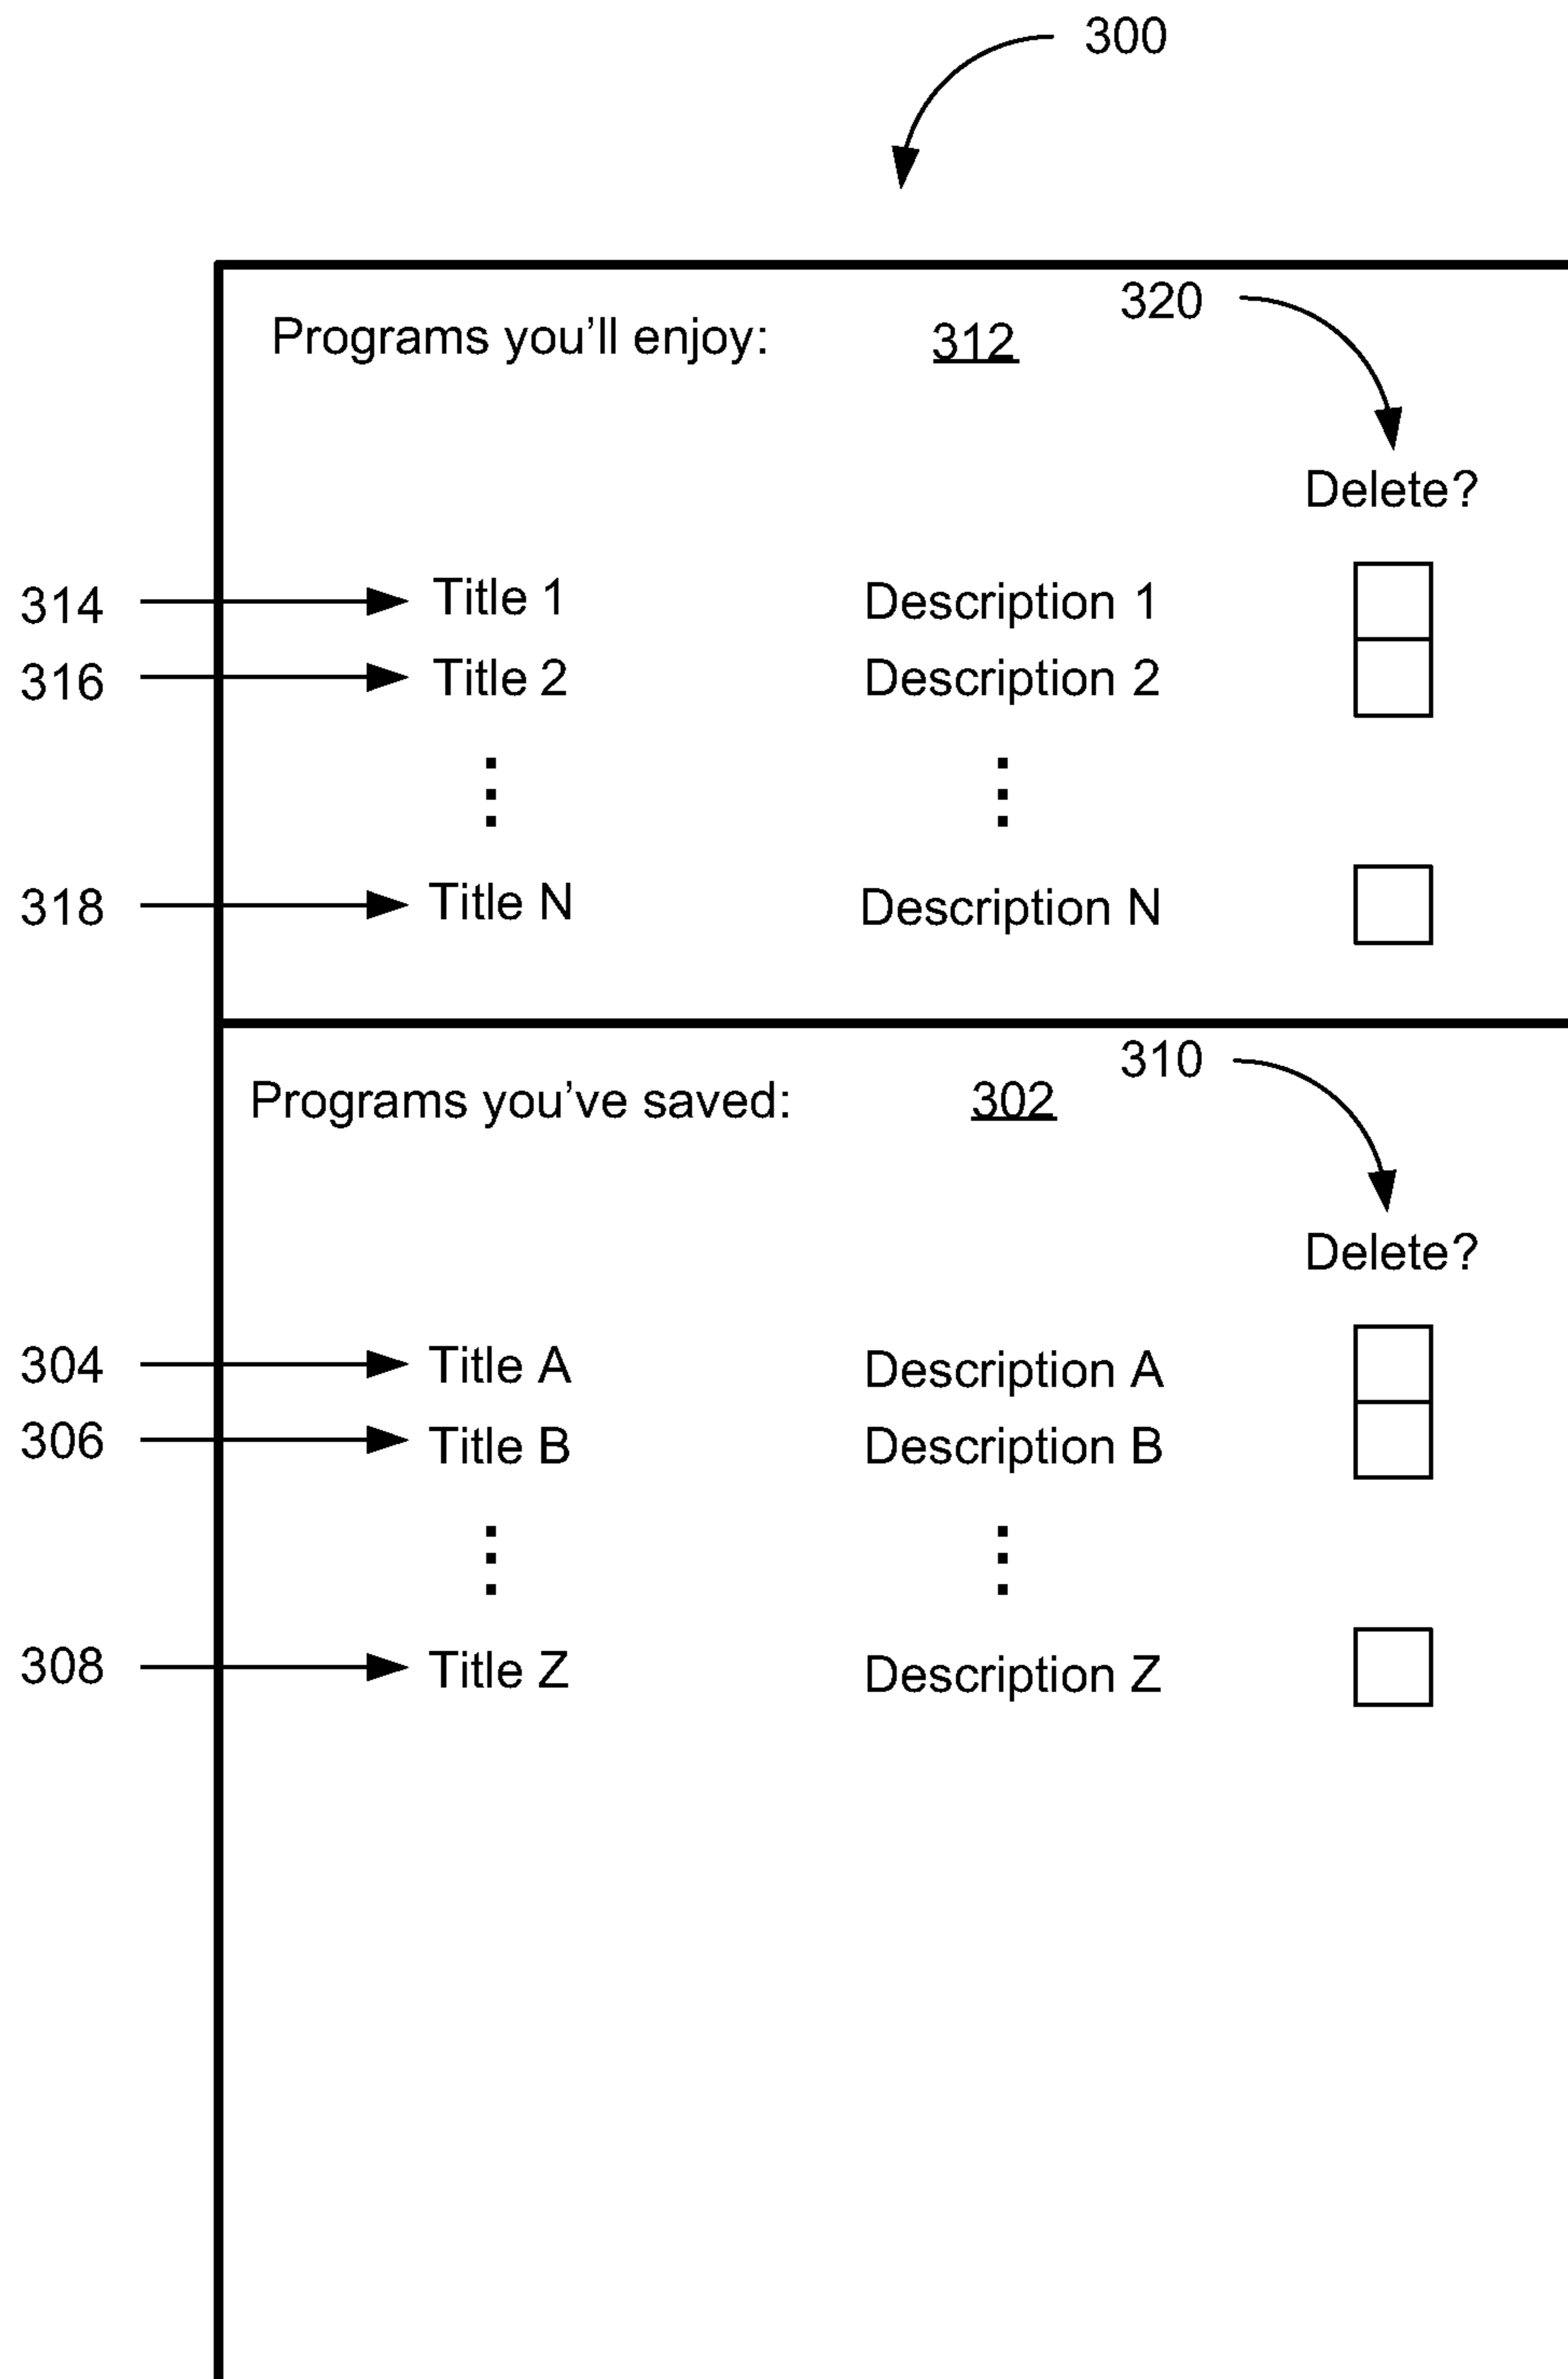 300
320
Programs you'll enjoy: 312
Delete?
314 Title 1 Description 1
316 Title 2 Description 2
318 Title N Description N
310
Programs you've saved: 302
Delete?
304 Title A Description A
306 Title B Description B
308 Title Z Description Z